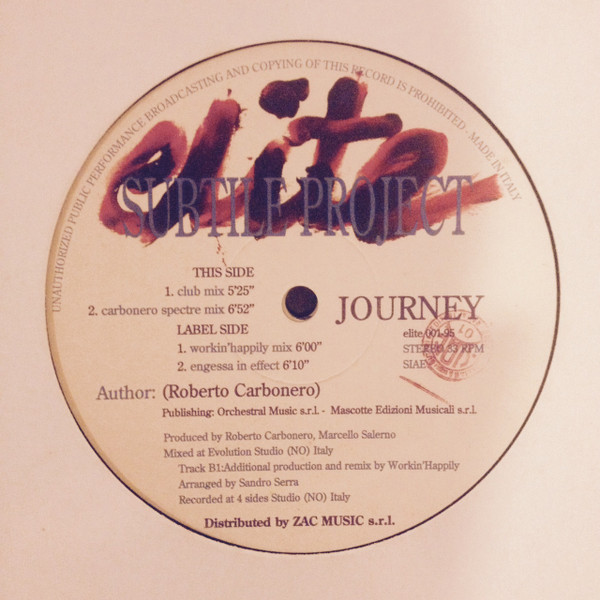 UNAUTHORIZED PUBLIC PERFORMANCE BROADCASTING AND COPYING OF THIS RECORD IS PROHIBITED - MADE IN ITALY
elite
SUBTILE PROJECT
THIS SIDE
1. club mix 5'25"
2. carbonero spectre mix 6'52"
LABEL SIDE
1. workin'happily mix 6'00"
2. engessa in effect 6'10"
JOURNEY
elite 001-95
STEREO 33 RPM
SIAE
Author: (Roberto Carbonero)
Publishing: Orchestral Music s.r.l. - Mascotte Edizioni Musicali s.r.l.
Produced by Roberto Carbonero, Marcello Salerno
Mixed at Evolution Studio (NO) Italy
Track B1:Additional production and remix by Workin'Happily
Arranged by Sandro Serra
Recorded at 4 sides Studio (NO) Italy
Distributed by ZAC MUSIC s.r.l.